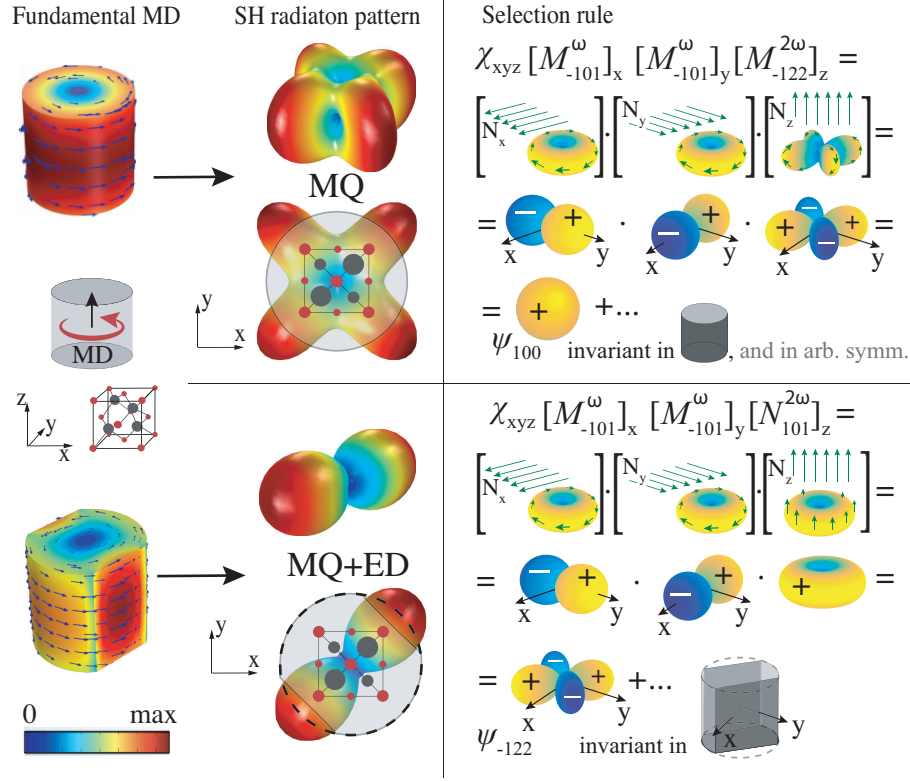 Fundamental MD
SH radiaton pattern
MQ
y
x
MD
z
y
x
MQ+ED
y
x
0 max
Selection rule
χxyz [M^ω_-101]x [M^ω_-101]y [M^2ω_-122]z =
[Nx] · [Ny] · [Nz] =
= − + · − + · + − − + 
x y x y x y
= + +...
ψ100 invariant in , and in arb. symm.
χxyz [M^ω_-101]x [M^ω_-101]y [N^2ω_101]z =
[Nx] · [Ny] · [Nz] =
= − + · − + · + =
x y x y
= + − − + +...
x y
x y
ψ-122 invariant in